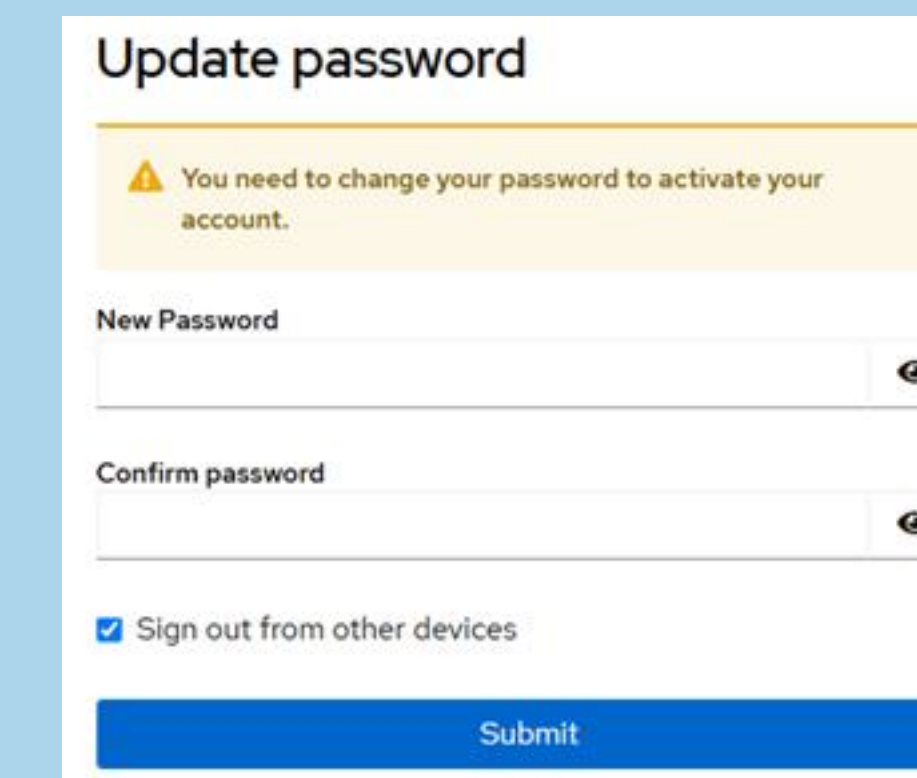 Update password
You need to change your password to activate your
account.
New Password
Confirm password
Sign out from other devices
Submit